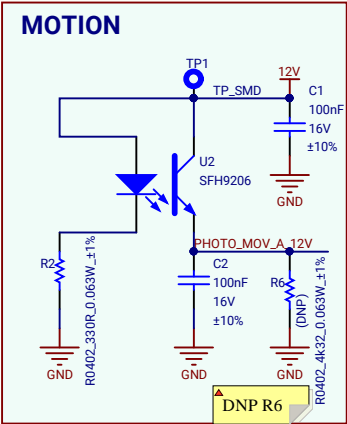 MOTION
TP1
TP_SMD
12V
C1
100nF
16V
±10%
GND
U2
SFH9206
PHOTO_MOV_A_12V
R2
R0402_330R_0.063W_±1%
C2
100nF
16V
±10%
R6
(DNP)
R0402_4k32_0.063W_±1%
GND
GND
GND
DNP R6